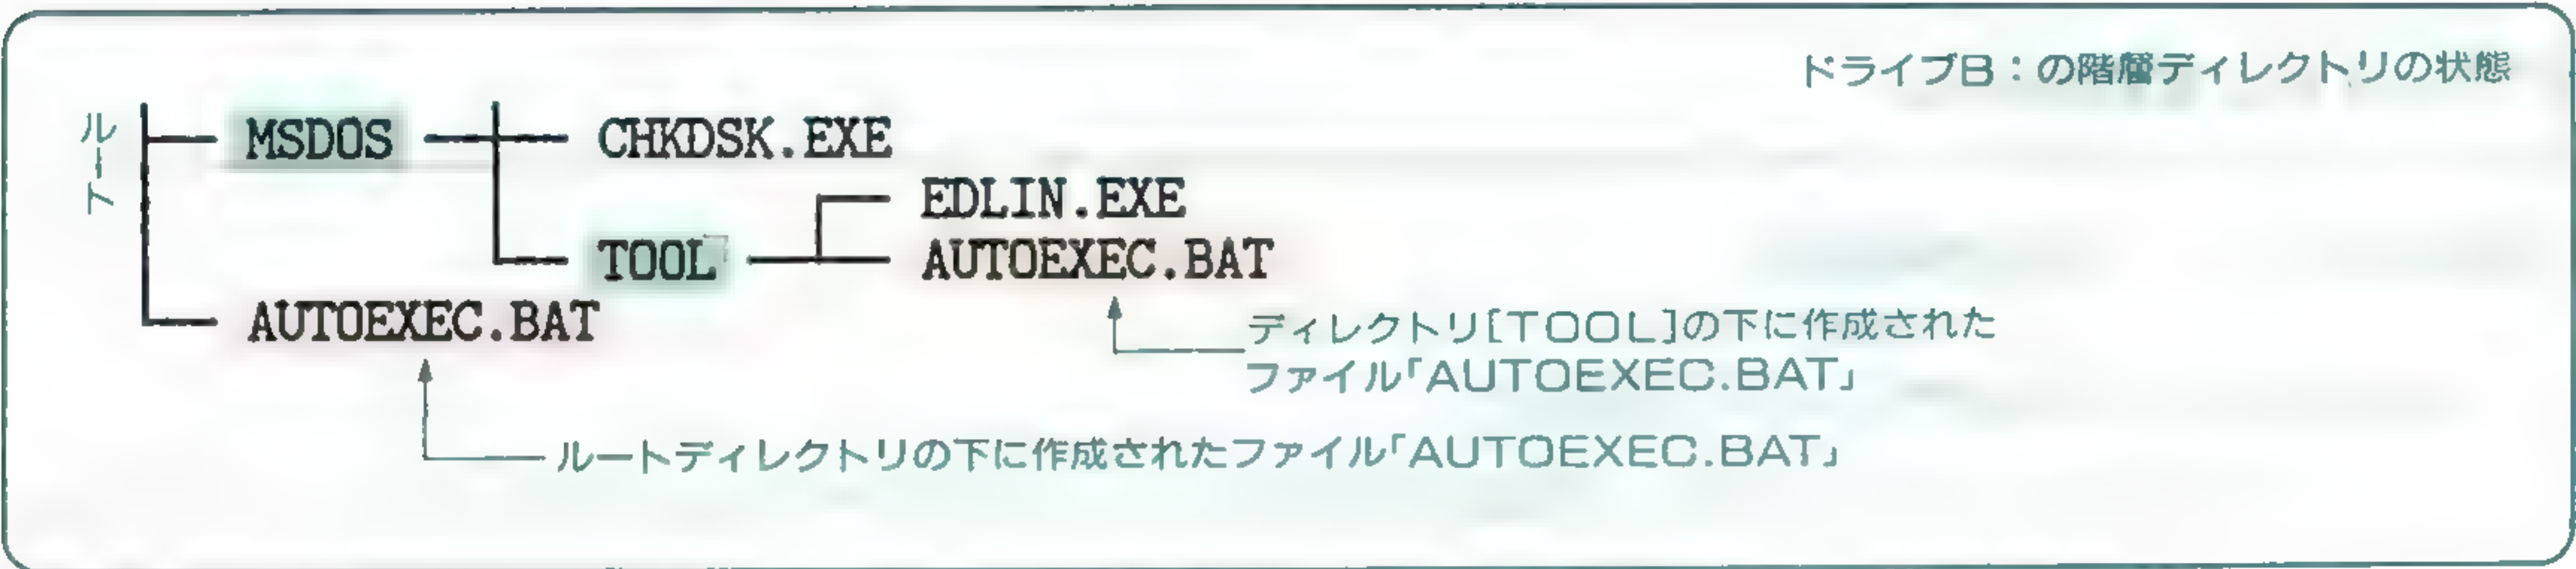 ドライブB：の階層ディレクトリの状態
ルート
MSDOS
CHKDSK.EXE
EDLIN.EXE
TOOL
AUTOEXEC.BAT
AUTOEXEC.BAT
ディレクトリ[TOOL]の下に作成された
ファイル「AUTOEXEC.BAT」
ルートディレクトリの下に作成されたファイル「AUTOEXEC.BAT」